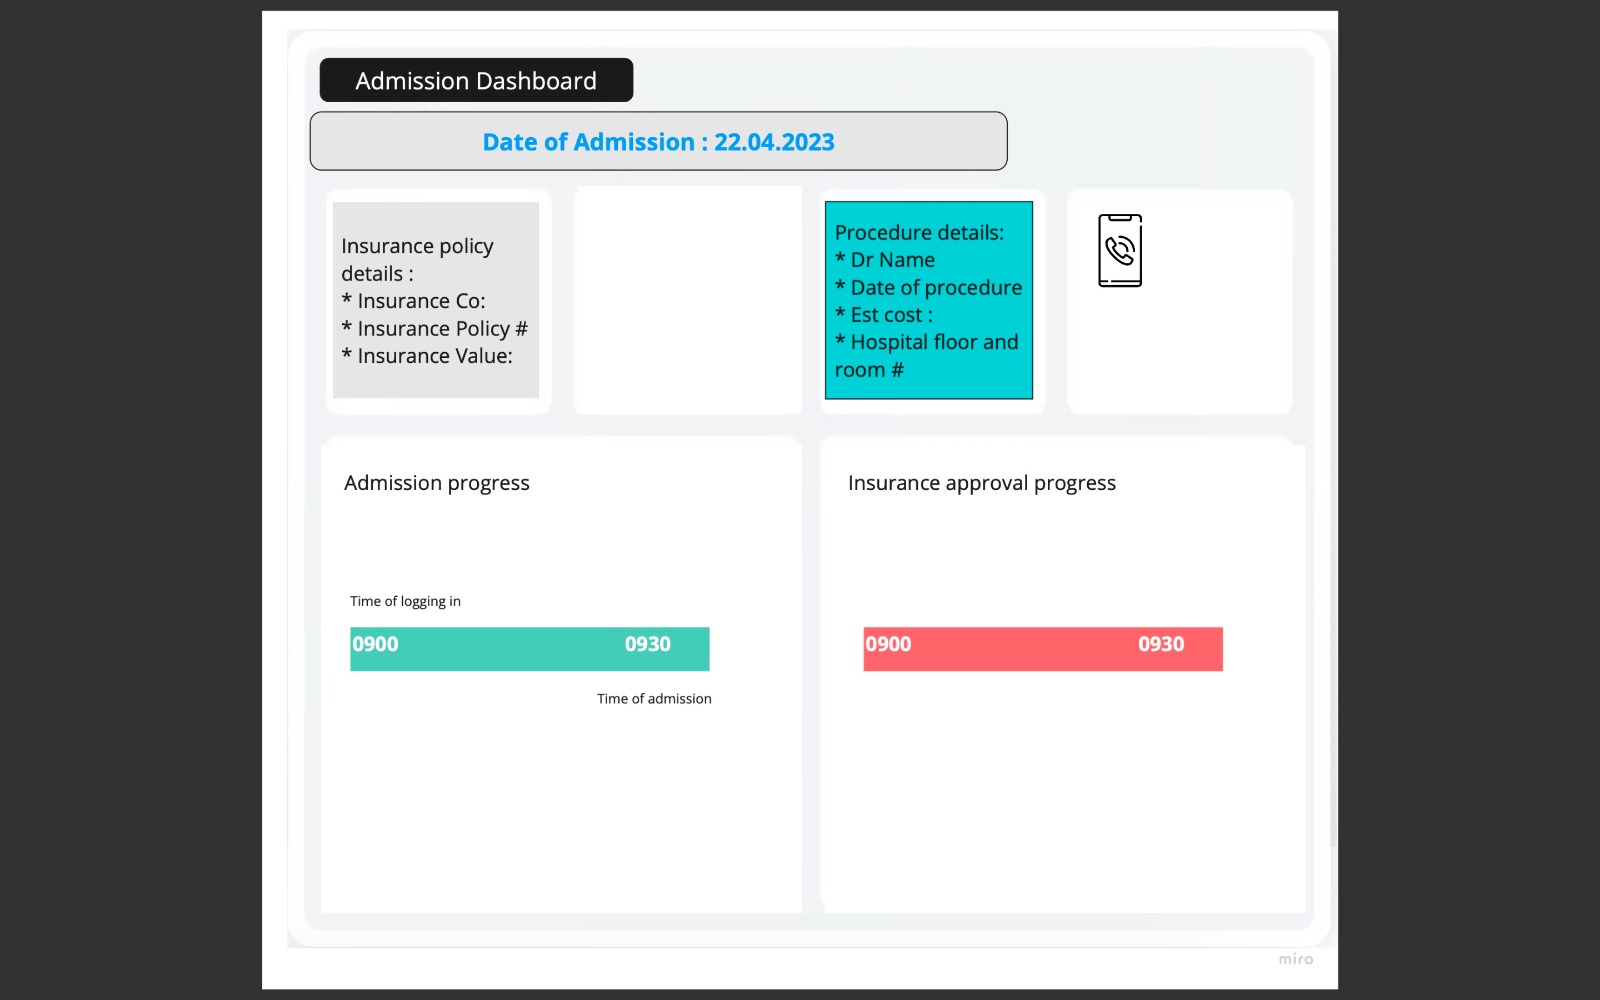 Admission Dashboard
Date of Admission : 22.04.2023
Insurance policy
details :
* Insurance Co:
* Insurance Policy #
* Insurance Value:
Procedure details:
* Dr Name
* Date of procedure
* Est cost :
* Hospital floor and
room #
Admission progress
Time of logging in
0900 0930
Time of admission
Insurance approval progress
0900 0930
miro